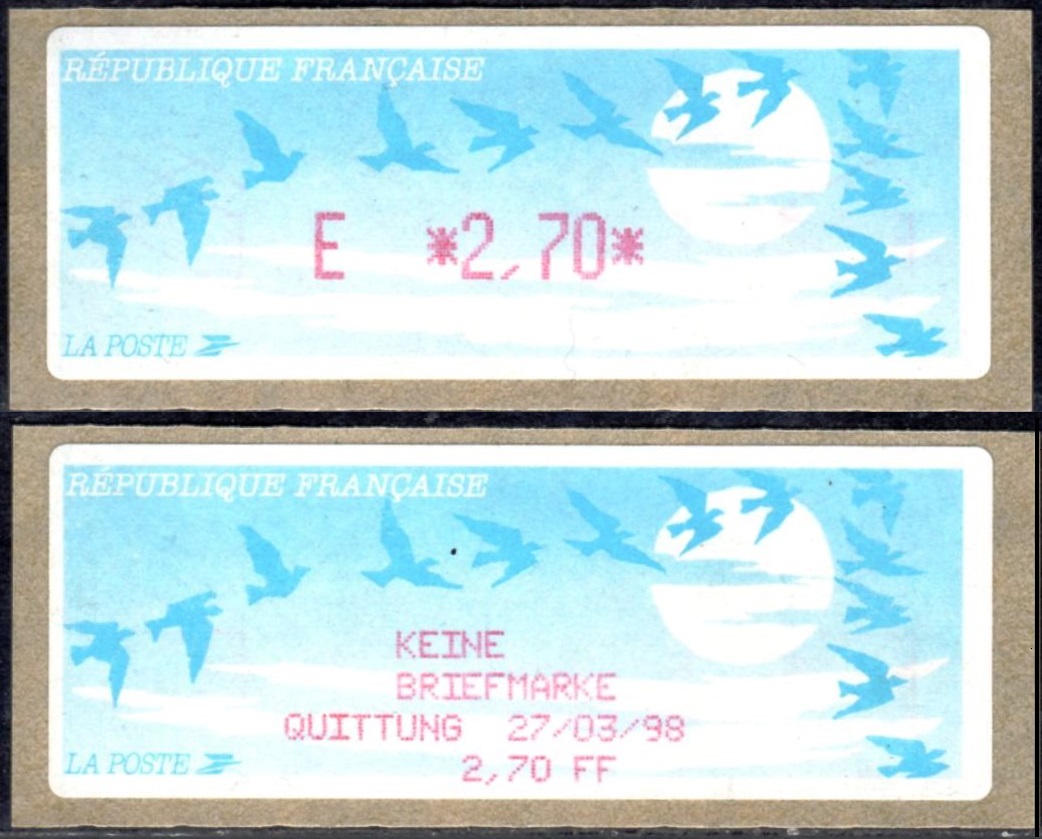 RÉPUBLIQUE FRANÇAISE
E *2,70*
LA POSTE
RÉPUBLIQUE FRANÇAISE
KEINE
BRIEFMARKE
QUITTUNG 27/03/98
2,70 FF
LA POSTE